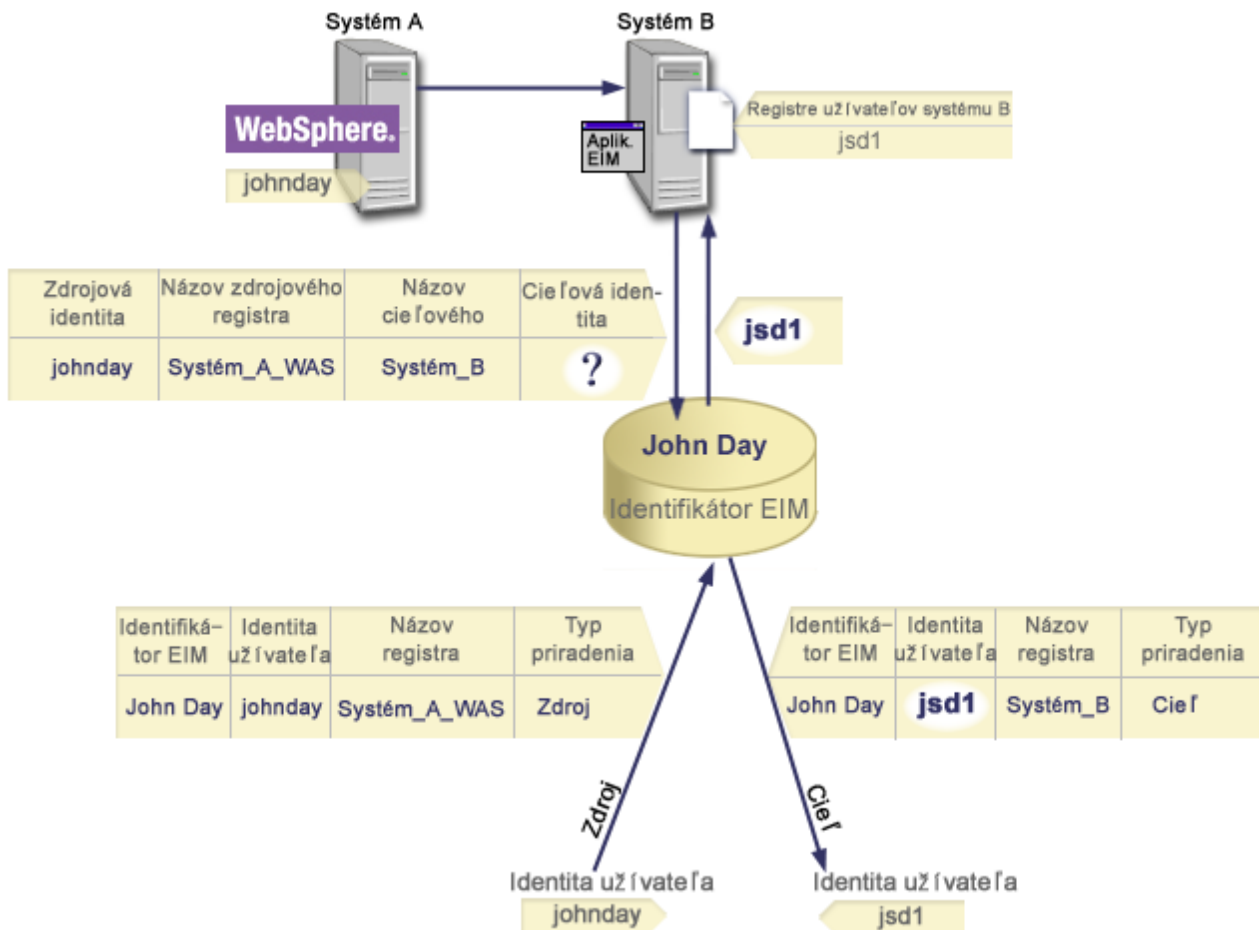 Systém A
Systém B
WebSphere.
johnday
Aplik.
EIM
Registre užívateľov systému B
jsd1
Zdrojová
identita
Názov zdrojového
registra
Názov
cieľového
Cieľová iden-
tita
johnday
Systém_A_WAS
Systém_B
?
jsd1
John Day
Identifikátor EIM
Identifiká-
tor EIM
Identita
užívateľa
Názov
registra
Typ
priradenia
John Day
johnday
Systém_A_WAS
Zdroj
Identifiká-
tor EIM
Identita
užívateľa
Názov
registra
Typ
priradenia
John Day
jsd1
Systém_B
Cieľ
Zdroj
Cieľ
Identita užívateľa
johnday
Identita užívateľa
jsd1